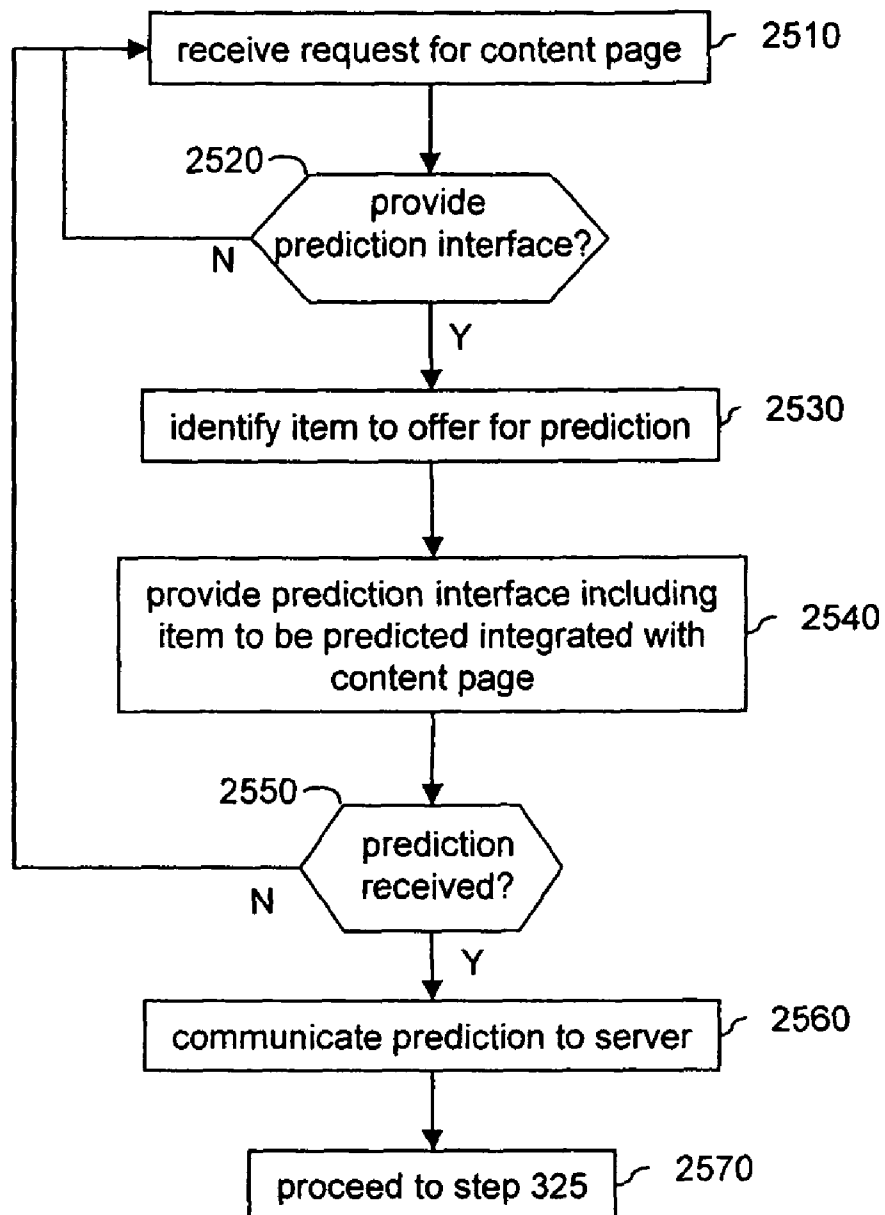 receive request for content page
2510
2520
provide
prediction interface?
N
Y
identify item to offer for prediction
2530
provide prediction interface including
item to be predicted integrated with
content page
2540
2550
prediction
received?
N
Y
communicate prediction to server
2560
proceed to step 325
2570